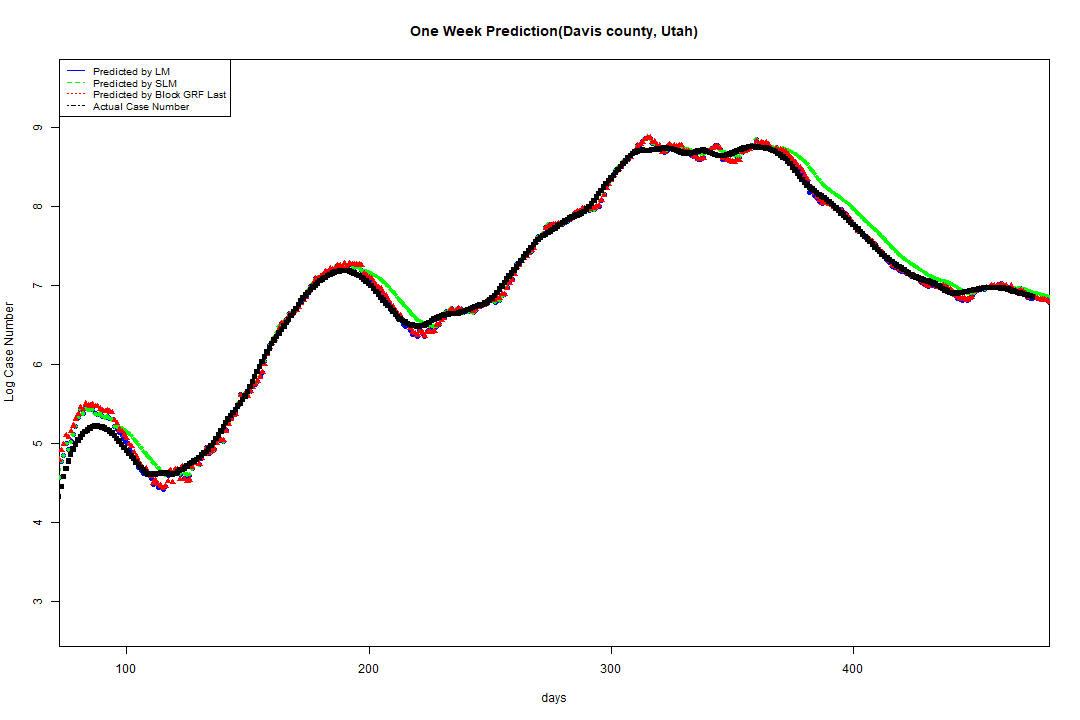 One Week Prediction(Davis county, Utah)
Predicted by LM
Predicted by SLM
Predicted by Block GRF Last
Actual Case Number
9
8
7
6
5
4
3
Log Case Number
100 200 300 400
days